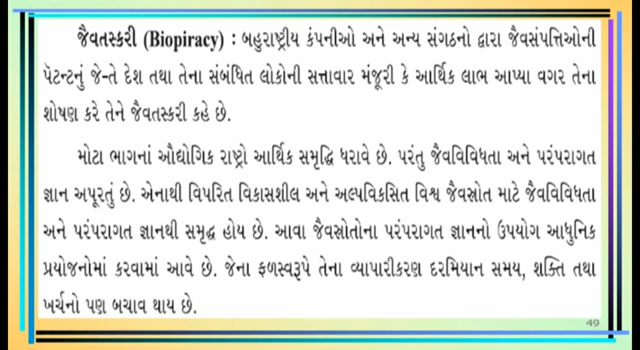 જૈવતસ્કરી (Biopiracy) : બહુરાષ્ટ્રીય કંપનીઓ અને અન્ય સંગઠનો દ્વારા જૈવસંપત્તિઓની
પૅટન્ટનું જે-તે દેશ તથા તેના સંબંધિત લોકોની સત્તાવાર મંજૂરી કે આર્થિક લાભ આપ્યા વગર તેના
શોષણ કરે તેને જૈવતસ્કરી કહે છે.
મોટા ભાગનાં ઔદ્યોગિક રાષ્ટ્રો આર્થિક સમૃદ્ધિ ધરાવે છે. પરંતુ જૈવવિવિધતા અને પરંપરાગત
જ્ઞાન અપૂરતું છે. એનાથી વિપરિત વિકાસશીલ અને અલ્પવિકસિત વિશ્વ જૈવસ્રોત માટે જૈવવિવિધતા
અને પરંપરાગત જ્ઞાનથી સમૃદ્ધ હોય છે. આવા જૈવસ્રોતોના પરંપરાગત જ્ઞાનનો ઉપયોગ આધુનિક
પ્રયોજનોમાં કરવામાં આવે છે. જેના ફળસ્વરૂપે તેના વ્યાપારીકરણ દરમિયાન સમય, શક્તિ તથા
ખર્ચનો પણ બચાવ થાય છે.
49